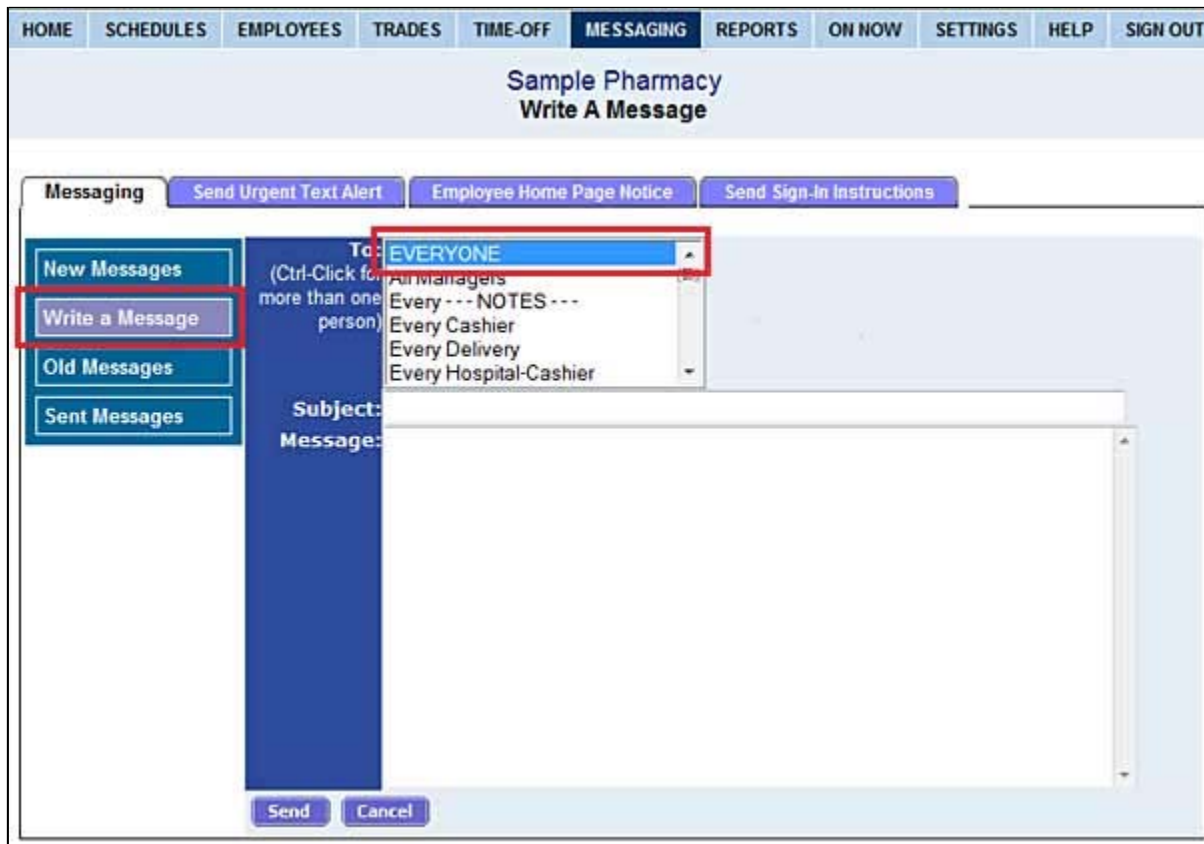 HOME SCHEDULES EMPLOYEES TRADES TIME-OFF MESSAGING REPORTS ON NOW SETTINGS HELP SIGN OUT
Sample Pharmacy
Write A Message
Messaging Send Urgent Text Alert Employee Home Page Notice Send Sign-In Instructions
New Messages
Write a Message
Old Messages
Sent Messages
To:
(Ctrl-Click for
more than one
person)
EVERYONE
All Managers
Every - - - NOTES - - -
Every Cashier
Every Delivery
Every Hospital-Cashier
Subject:
Message:
Send Cancel